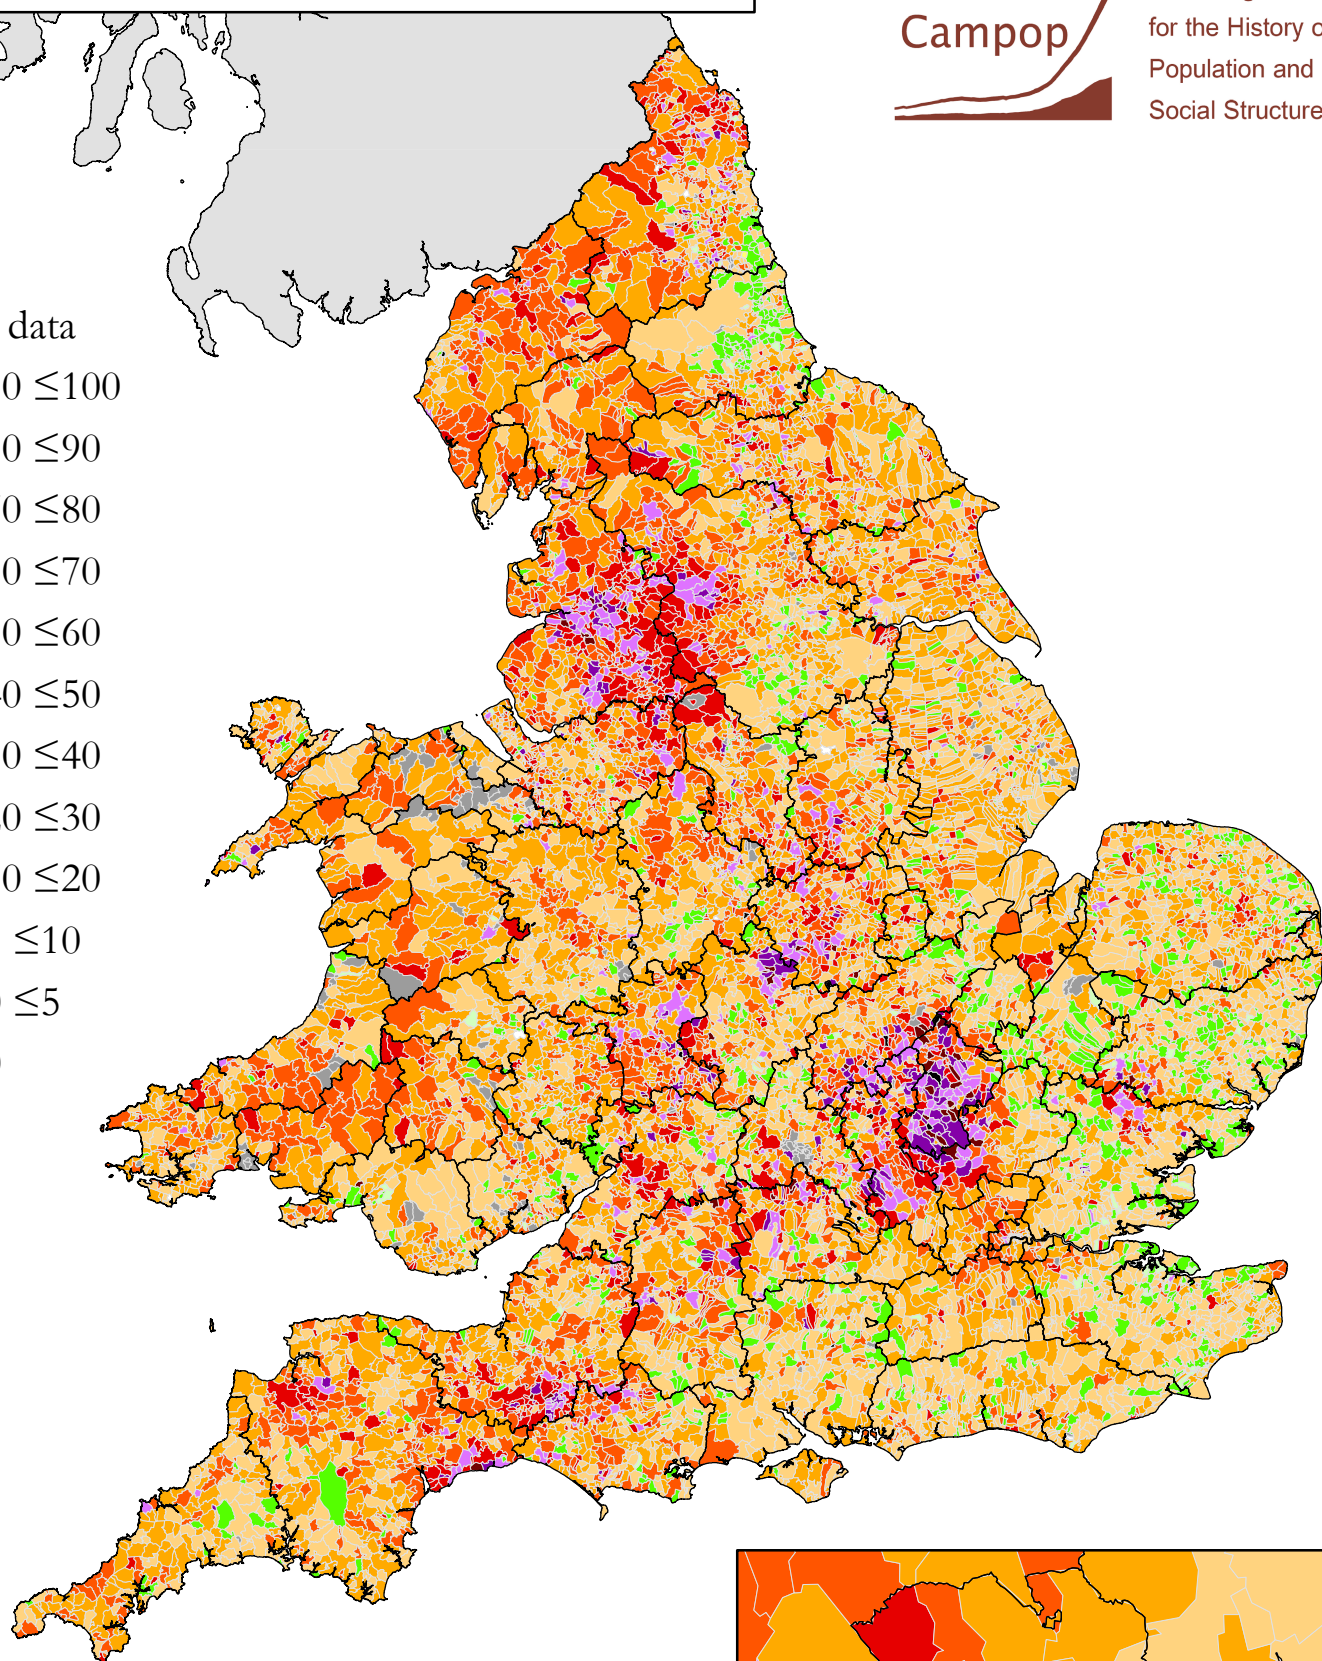 Campop
for the History o
Population and
Social Structure
data
0 ≤100
0 ≤90
0 ≤80
0 ≤70
0 ≤60
0 ≤50
0 ≤40
0 ≤30
0 ≤20
≤10
≤5